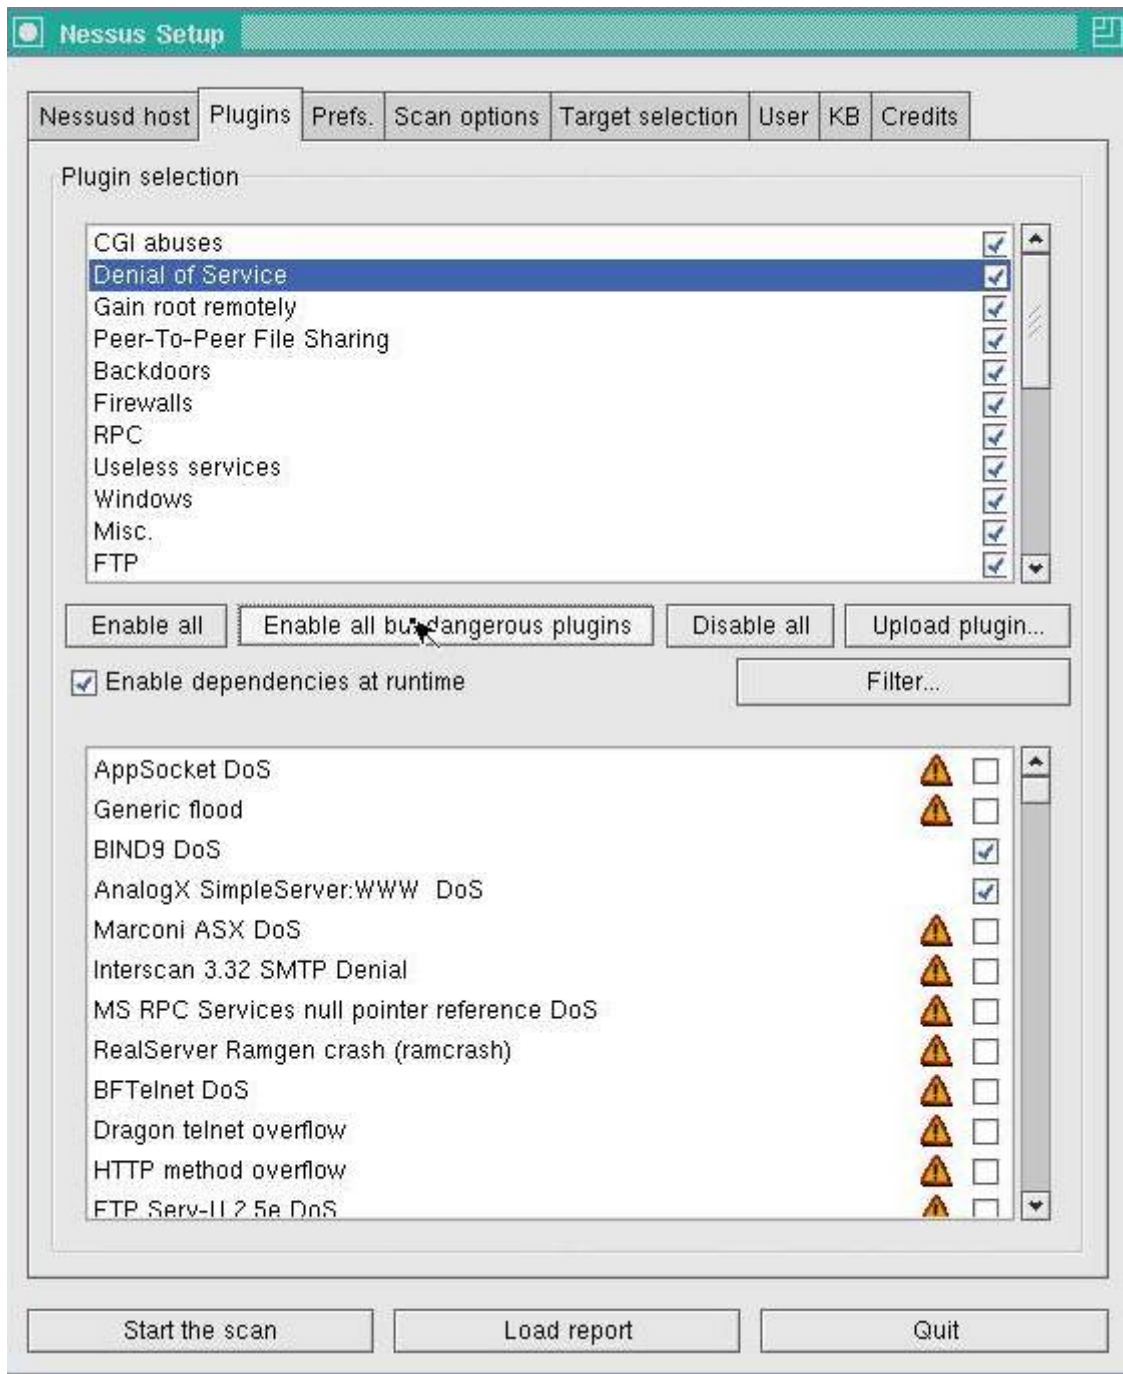 Nessus Setup
Nessusd host Plugins Prefs. Scan options Target selection User KB Credits
Plugin selection
CGI abuses
Denial of Service
Gain root remotely
Peer-To-Peer File Sharing
Backdoors
Firewalls
RPC
Useless services
Windows
Misc.
FTP
Enable all Enable all but dangerous plugins Disable all Upload plugin...
Enable dependencies at runtime Filter...
AppSocket DoS
Generic flood
BIND9 DoS
AnalogX SimpleServer:WWW  DoS
Marconi ASX DoS
Interscan 3.32 SMTP Denial
MS RPC Services null pointer reference DoS
RealServer Ramgen crash (ramcrash)
BFTelnet DoS
Dragon telnet overflow
HTTP method overflow
FTP Serv-U 2.5e DoS
Start the scan Load report Quit